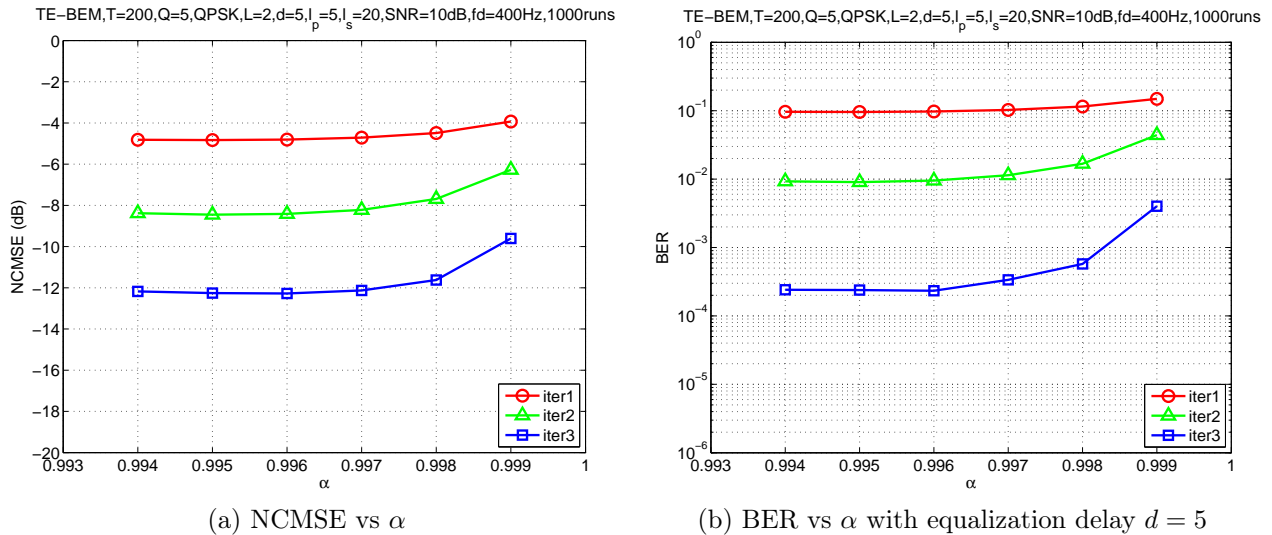 TE−BEM,T=200,Q=5,QPSK,L=2,d=5,l_p=5,l_s=20,SNR=10dB,fd=400Hz,1000runs
0
−2
−4
−6
−8
−10
−12
−14
−16
−18
−20
NCMSE (dB)
0.993 0.994 0.995 0.996 0.997 0.998 0.999 1
α
iter1
iter2
iter3
(a) NCMSE vs α
TE−BEM,T=200,Q=5,QPSK,L=2,d=5,l_p=5,l_s=20,SNR=10dB,fd=400Hz,1000runs
10^0
10^−1
10^−2
10^−3
10^−4
10^−5
10^−6
BER
0.993 0.994 0.995 0.996 0.997 0.998 0.999 1
α
iter1
iter2
iter3
(b) BER vs α with equalization delay d = 5